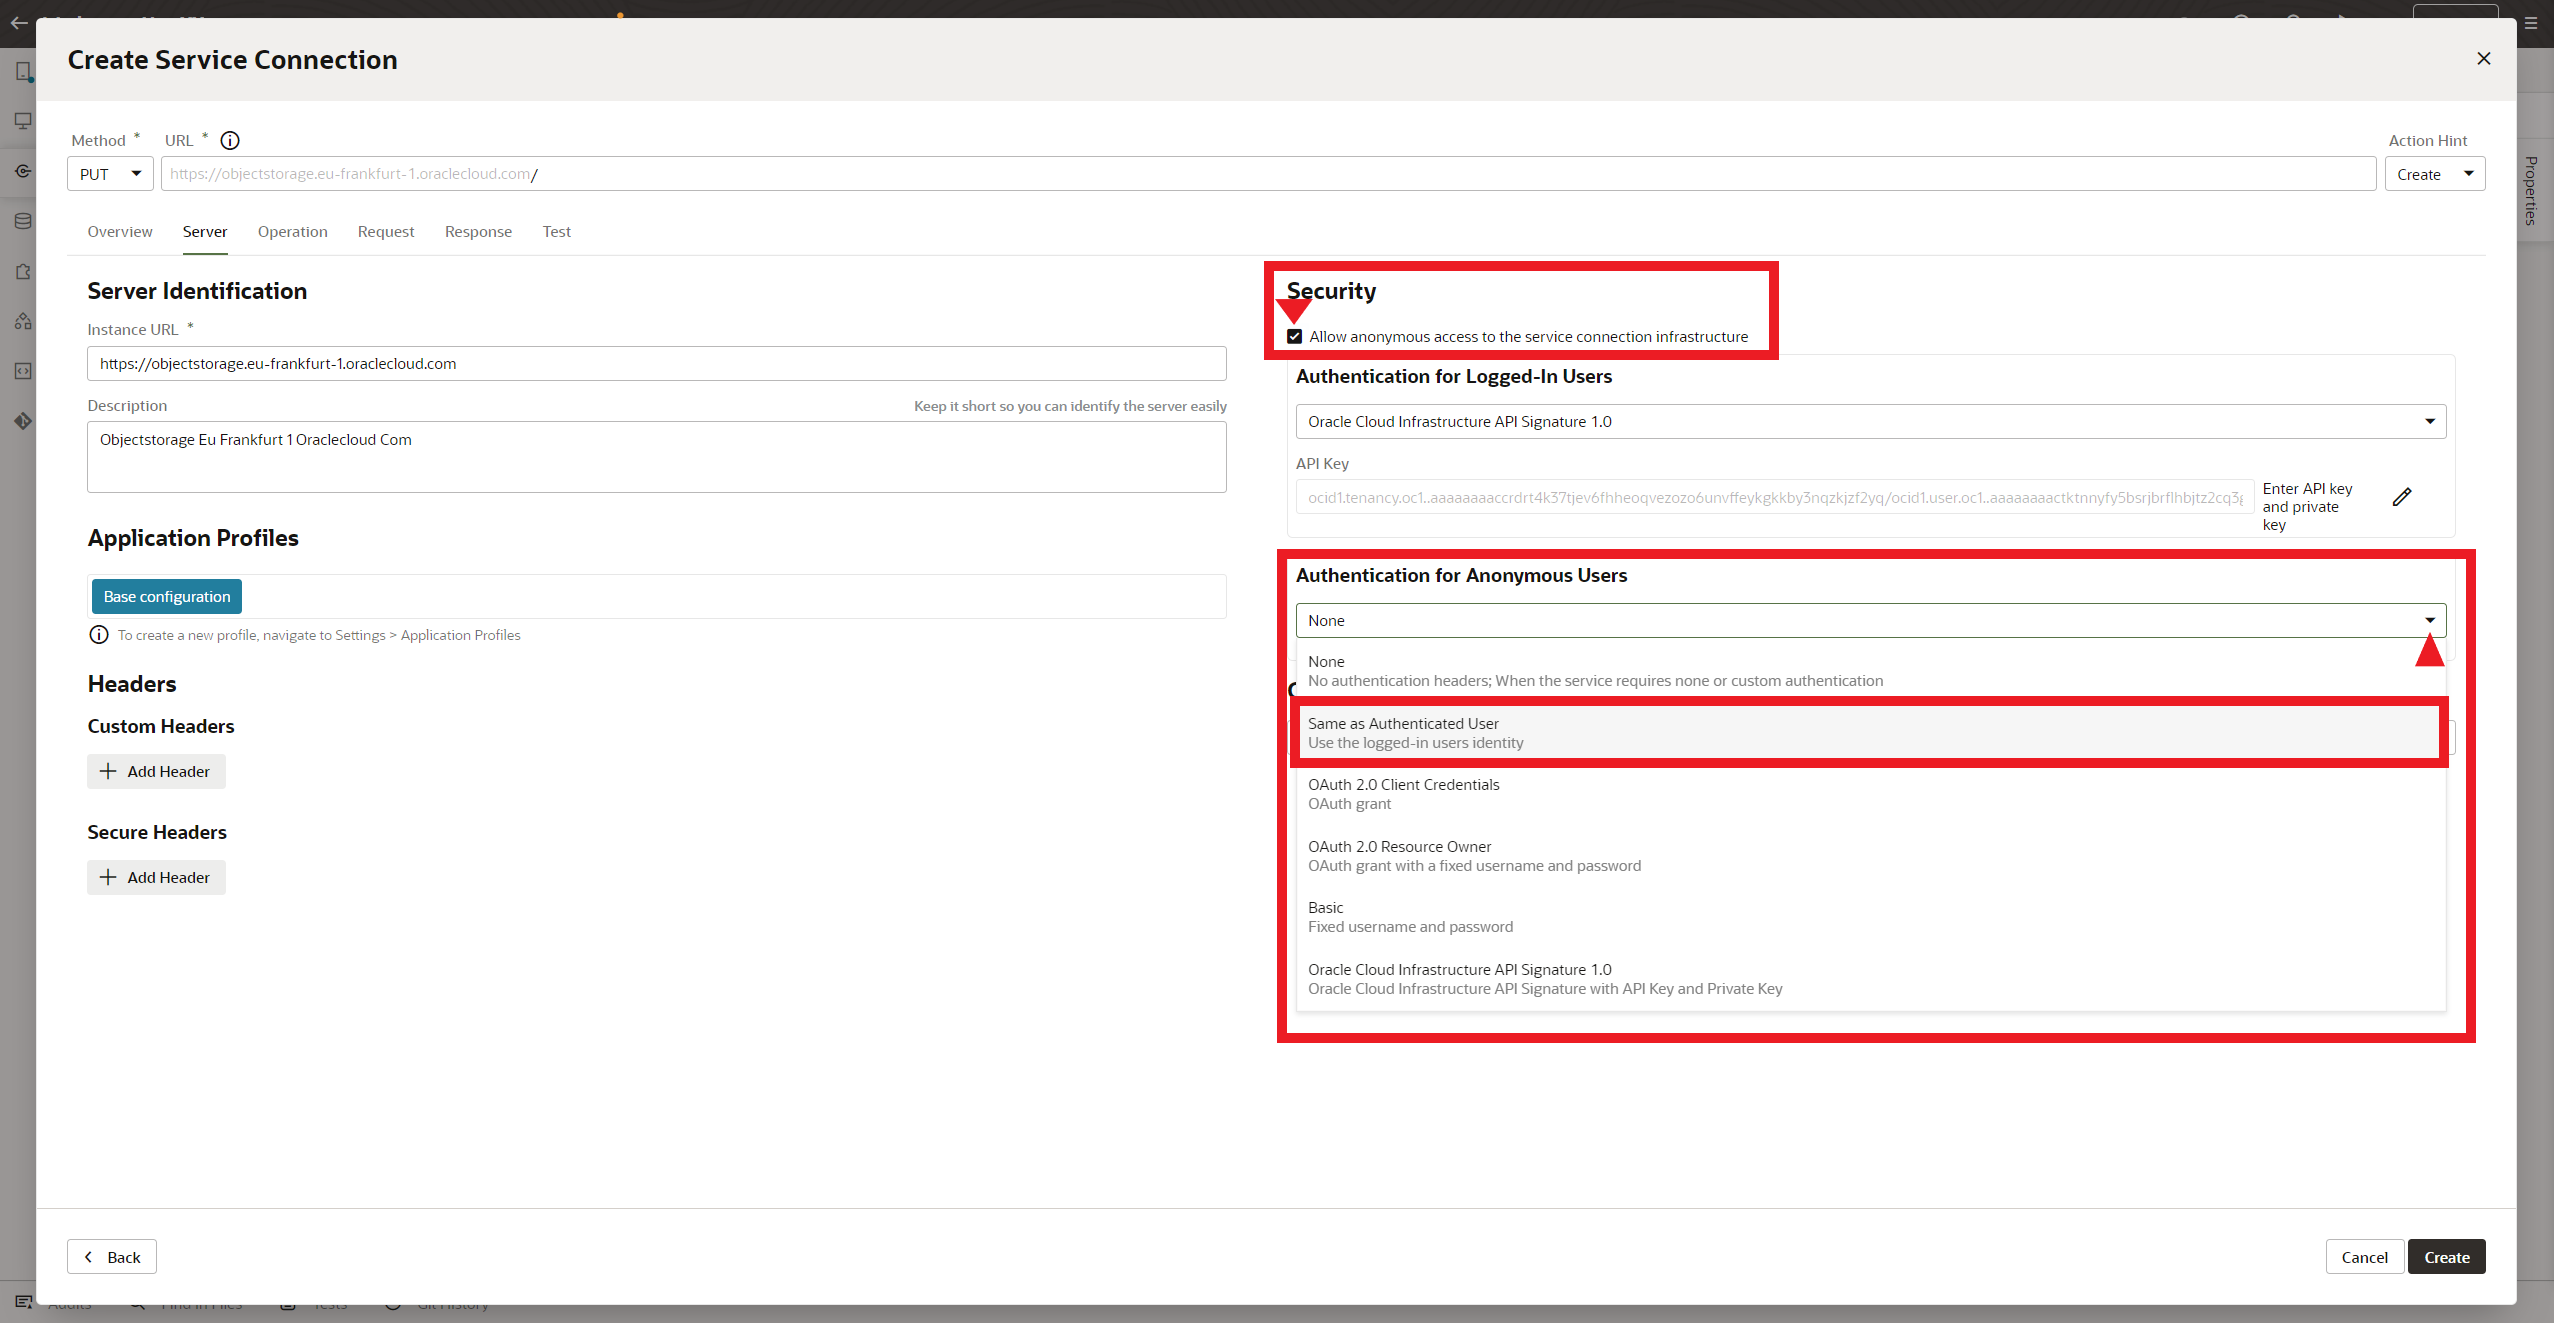 Create Service Connection
Method * URL *
Action Hint
PUT
https://objectstorage.eu-frankfurt-1.oraclecloud.com/
Create
Properties
Overview Server Operation Request Response Test
Server Identification
Instance URL *
https://objectstorage.eu-frankfurt-1.oraclecloud.com
Description Keep it short so you can identify the server easily
Objectstorage Eu Frankfurt 1 Oraclecloud Com
Application Profiles
Base configuration
To create a new profile, navigate to Settings > Application Profiles
Headers
Custom Headers
Add Header
Secure Headers
Add Header
Security
Allow anonymous access to the service connection infrastructure
Authentication for Logged-In Users
Oracle Cloud Infrastructure API Signature 1.0
API Key
Enter API key
and private
key
Authentication for Anonymous Users
None
None
No authentication headers; When the service requires none or custom authentication
Same as Authenticated User
Use the logged-in users identity
OAuth 2.0 Client Credentials
OAuth grant
OAuth 2.0 Resource Owner
OAuth grant with a fixed username and password
Basic
Fixed username and password
Oracle Cloud Infrastructure API Signature 1.0
Oracle Cloud Infrastructure API Signature with API Key and Private Key
Back
Cancel
Create
Audits Find in Files Tests Git History